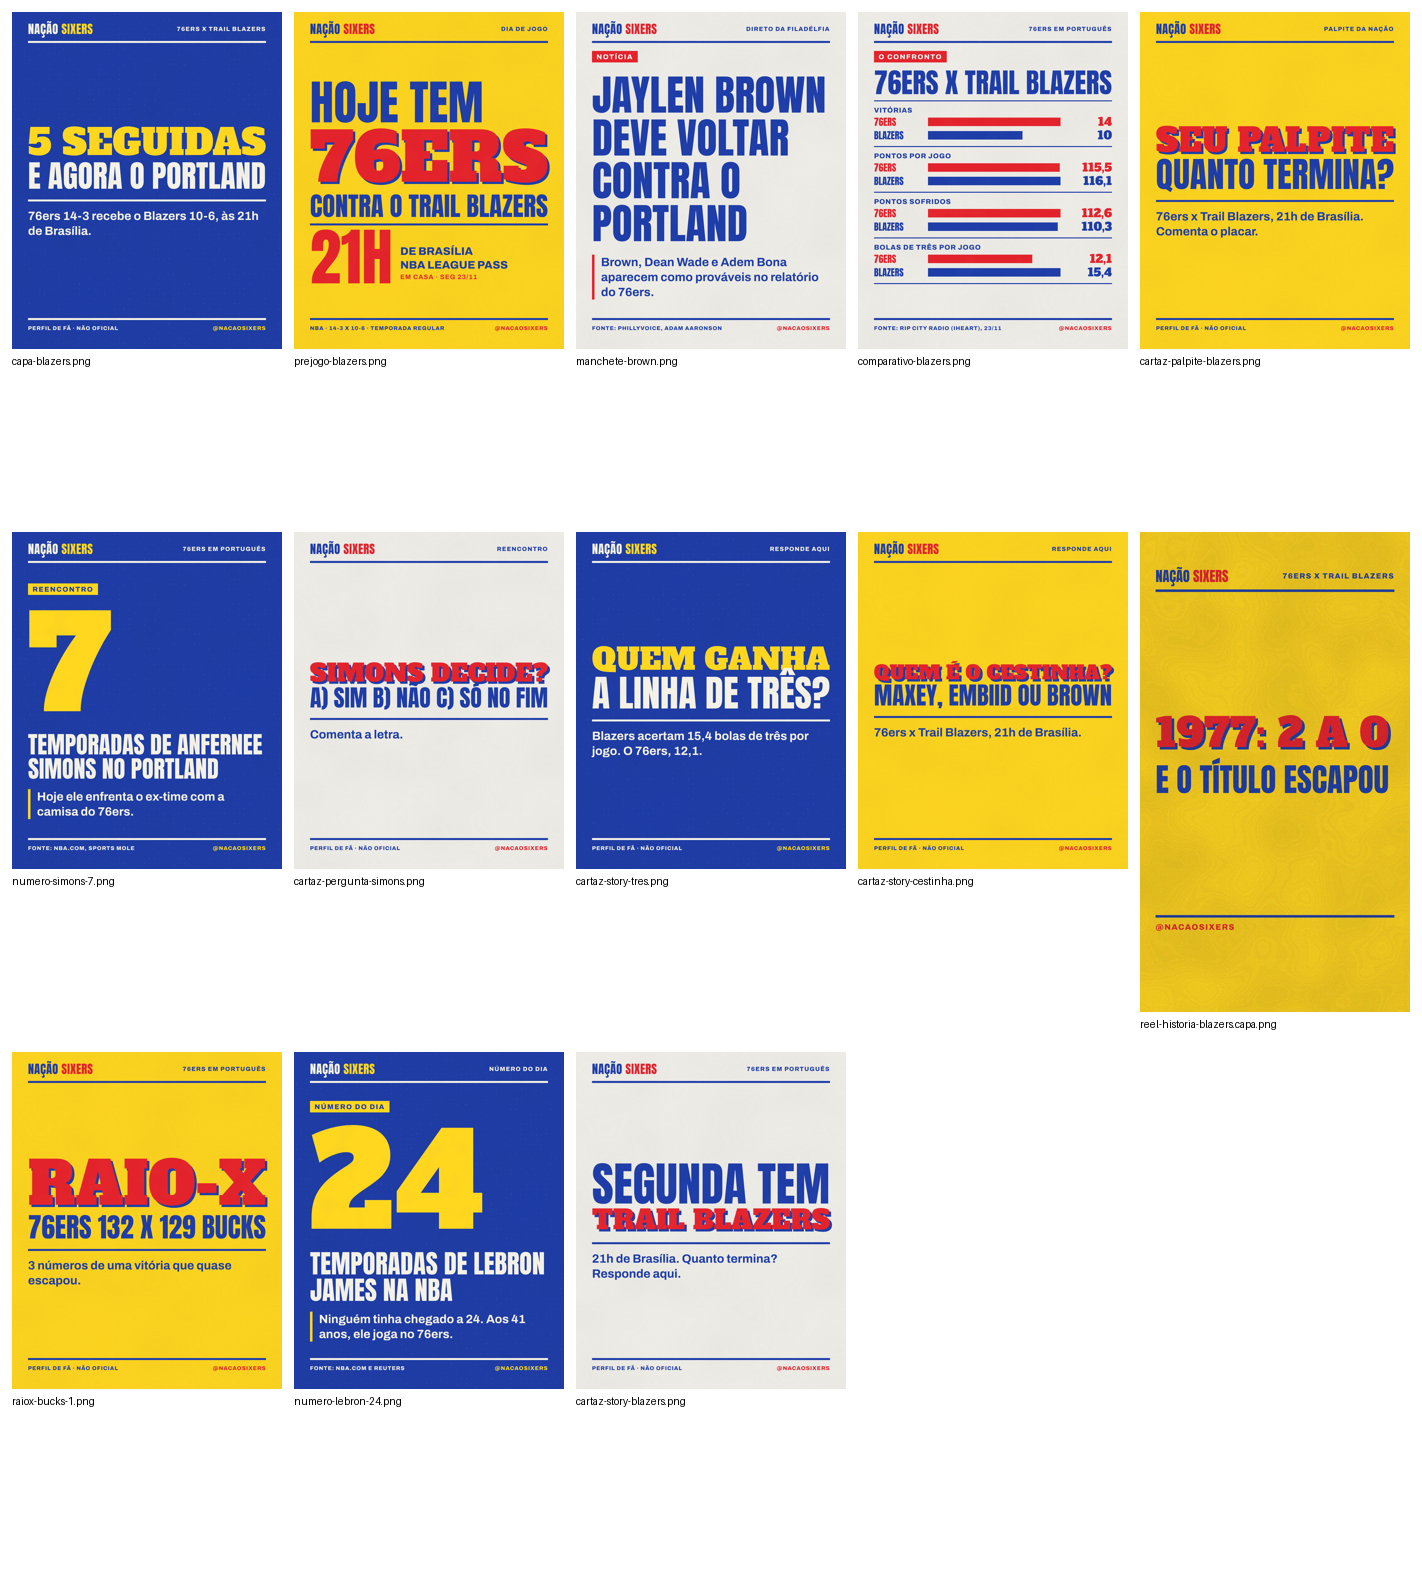 NAÇÃO SIXERS
76ERS X TRAIL BLAZERS
5 SEGUIDAS
E AGORA O PORTLAND
76ers 14-3 recebe o Blazers 10-6, às 21h
de Brasília.
PERFIL DE FÃ · NÃO OFICIAL
@NACAOSIXERS
capa-blazers.png
NAÇÃO SIXERS
DIA DE JOGO
HOJE TEM
76ERS
CONTRA O TRAIL BLAZERS
21H
DE BRASÍLIA
NBA LEAGUE PASS
EM CASA · SEG 23/11
NBA · 14-3 X 10-6 · TEMPORADA REGULAR
@NACAOSIXERS
prejogo-blazers.png
NAÇÃO SIXERS
DIRETO DA FILADÉLFIA
NOTÍCIA
JAYLEN BROWN
DEVE VOLTAR
CONTRA O
PORTLAND
Brown, Dean Wade e Adem Bona
aparecem como prováveis no relatório
do 76ers.
FONTE: PHILLYVOICE, ADAM AARONSON
@NACAOSIXERS
manchete-brown.png
NAÇÃO SIXERS
76ERS EM PORTUGUÊS
O CONFRONTO
76ERS X TRAIL BLAZERS
VITÓRIAS
76ERS 14
BLAZERS 10
PONTOS POR JOGO
76ERS 115,5
BLAZERS 116,1
PONTOS SOFRIDOS
76ERS 112,6
BLAZERS 110,3
BOLAS DE TRÊS POR JOGO
76ERS 12,1
BLAZERS 15,4
FONTE: RIP CITY RADIO (IHEART), 23/11
@NACAOSIXERS
comparativo-blazers.png
NAÇÃO SIXERS
PALPITE DA NAÇÃO
SEU PALPITE
QUANTO TERMINA?
76ers x Trail Blazers, 21h de Brasília.
Comenta o placar.
PERFIL DE FÃ · NÃO OFICIAL
@NACAOSIXERS
cartaz-palpite-blazers.png
NAÇÃO SIXERS
76ERS EM PORTUGUÊS
REENCONTRO
7
TEMPORADAS DE ANFERNEE
SIMONS NO PORTLAND
Hoje ele enfrenta o ex-time com a
camisa do 76ers.
FONTE: NBA.COM, SPORTS MOLE
@NACAOSIXERS
numero-simons-7.png
NAÇÃO SIXERS
REENCONTRO
SIMONS DECIDE?
A) SIM B) NÃO C) SÓ NO FIM
Comenta a letra.
PERFIL DE FÃ · NÃO OFICIAL
@NACAOSIXERS
cartaz-pergunta-simons.png
NAÇÃO SIXERS
RESPONDE AQUI
QUEM GANHA
A LINHA DE TRÊS?
Blazers acertam 15,4 bolas de três por
jogo. O 76ers, 12,1.
PERFIL DE FÃ · NÃO OFICIAL
@NACAOSIXERS
cartaz-story-tres.png
NAÇÃO SIXERS
RESPONDE AQUI
QUEM É O CESTINHA?
MAXEY, EMBIID OU BROWN
76ers x Trail Blazers, 21h de Brasília.
PERFIL DE FÃ · NÃO OFICIAL
@NACAOSIXERS
cartaz-story-cestinha.png
NAÇÃO SIXERS
76ERS X TRAIL BLAZERS
1977: 2 A 0
E O TÍTULO ESCAPOU
@NACAOSIXERS
reel-historia-blazers.capa.png
NAÇÃO SIXERS
76ERS EM PORTUGUÊS
RAIO-X
76ERS 132 X 129 BUCKS
3 números de uma vitória que quase
escapou.
PERFIL DE FÃ · NÃO OFICIAL
@NACAOSIXERS
raiox-bucks-1.png
NAÇÃO SIXERS
NÚMERO DO DIA
NÚMERO DO DIA
24
TEMPORADAS DE LEBRON
JAMES NA NBA
Ninguém tinha chegado a 24. Aos 41
anos, ele joga no 76ers.
FONTE: NBA.COM E REUTERS
@NACAOSIXERS
numero-lebron-24.png
NAÇÃO SIXERS
76ERS EM PORTUGUÊS
SEGUNDA TEM
TRAIL BLAZERS
21h de Brasília. Quanto termina?
Responde aqui.
PERFIL DE FÃ · NÃO OFICIAL
@NACAOSIXERS
cartaz-story-blazers.png